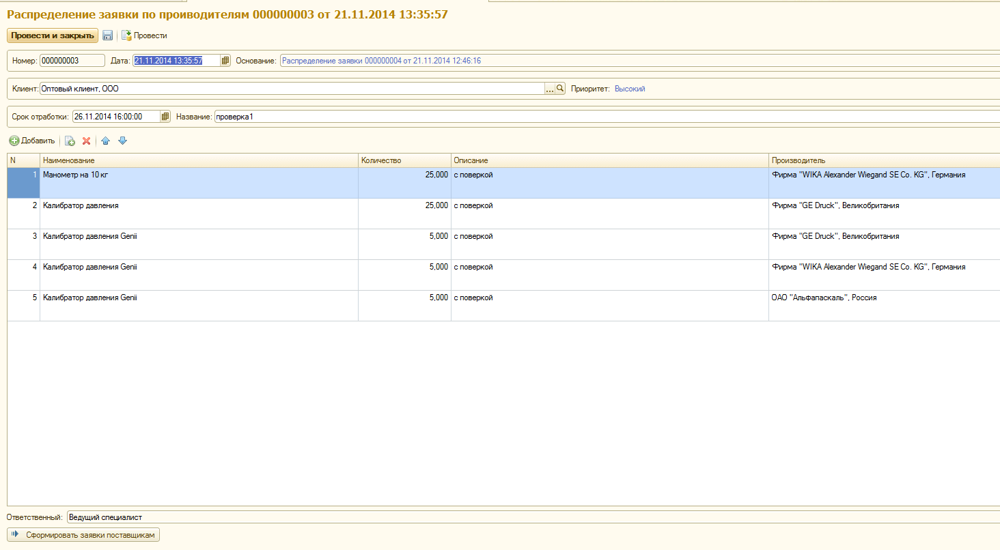 Распределение заявки по проиводителям 000000003 от 21.11.2014 13:35:57
Провести и закрыть Провести
Номер: 000000003 Дата: 21.11.2014 13:35:57 Основание: Распределение заявки 000000004 от 21.11.2014 12:46:16
Клиент: Оптовый клиент, ООО ... Приоритет: Высокий
Срок отработки: 26.11.2014 16:00:00 Название: проверка1
Добавить
N Наименование Количество Описание Производитель
1 Манометр на 10 кг 25,000 с поверкой Фирма "WIKA Alexander Wiegand SE Co. KG", Германия
2 Калибратор давления 25,000 с поверкой Фирма "GE Druck", Великобритания
3 Калибратор давления Genii 5,000 с поверкой Фирма "GE Druck", Великобритания
4 Калибратор давления Genii 5,000 с поверкой Фирма "WIKA Alexander Wiegand SE Co. KG", Германия
5 Калибратор давления Genii 5,000 с поверкой ОАО "Альфапаскаль", Россия
Ответственный: Ведущий специалист
Сформировать заявки поставщикам